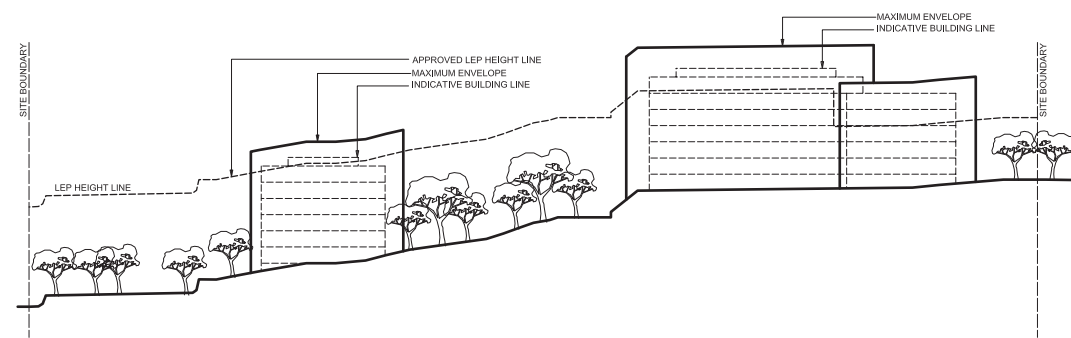 MAXIMUM ENVELOPE
INDICATIVE BUILDING LINE
SITE BOUNDARY
APPROVED LEP HEIGHT LINE
MAXIMUM ENVELOPE
INDICATIVE BUILDING LINE
SITE BOUNDARY
LEP HEIGHT LINE